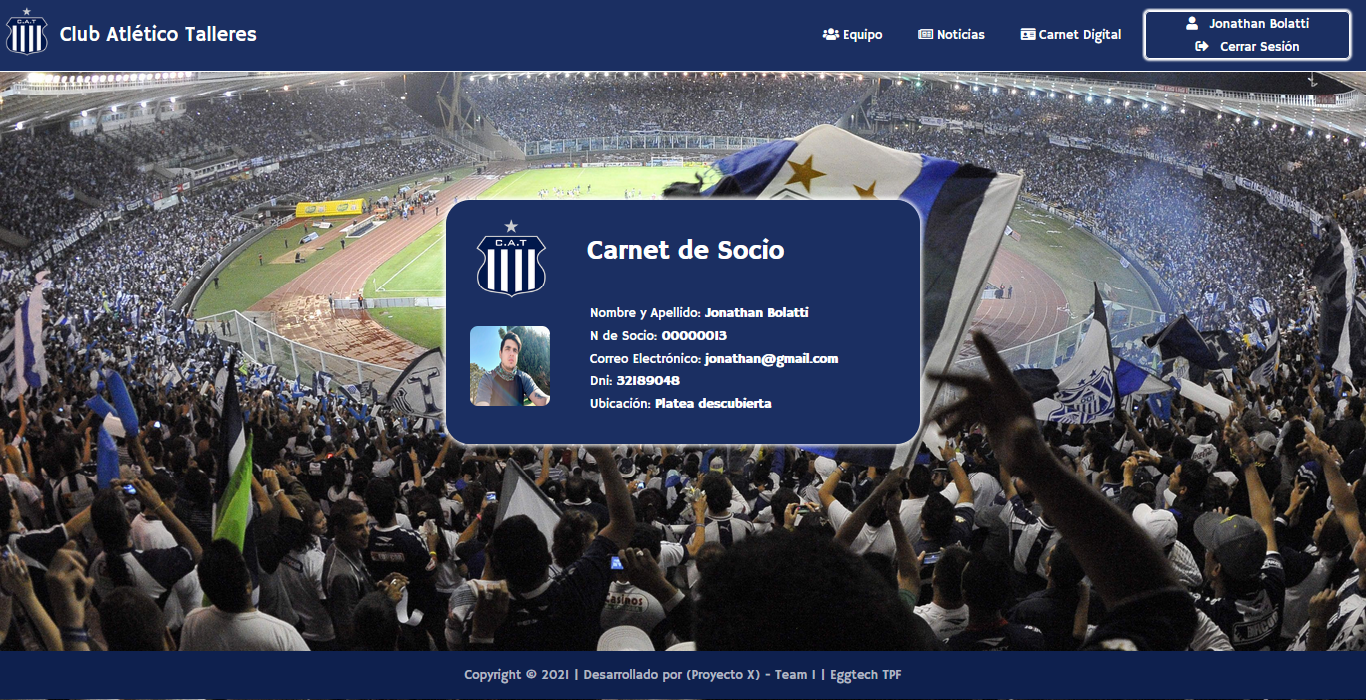 C.A.T
Club Atlético Talleres
Equipo
Noticias
Carnet Digital
Jonathan Bolatti
Cerrar Sesión
C.A.T
Carnet de Socio
Nombre y Apellido: Jonathan Bolatti
N de Socio: 00000013
Correo Electrónico: jonathan@gmail.com
Dni: 32189048
Ubicación: Platea descubierta
Casinos
Copyright © 2021 | Desarrollado por (Proyecto X) - Team 1 | Eggtech TPF